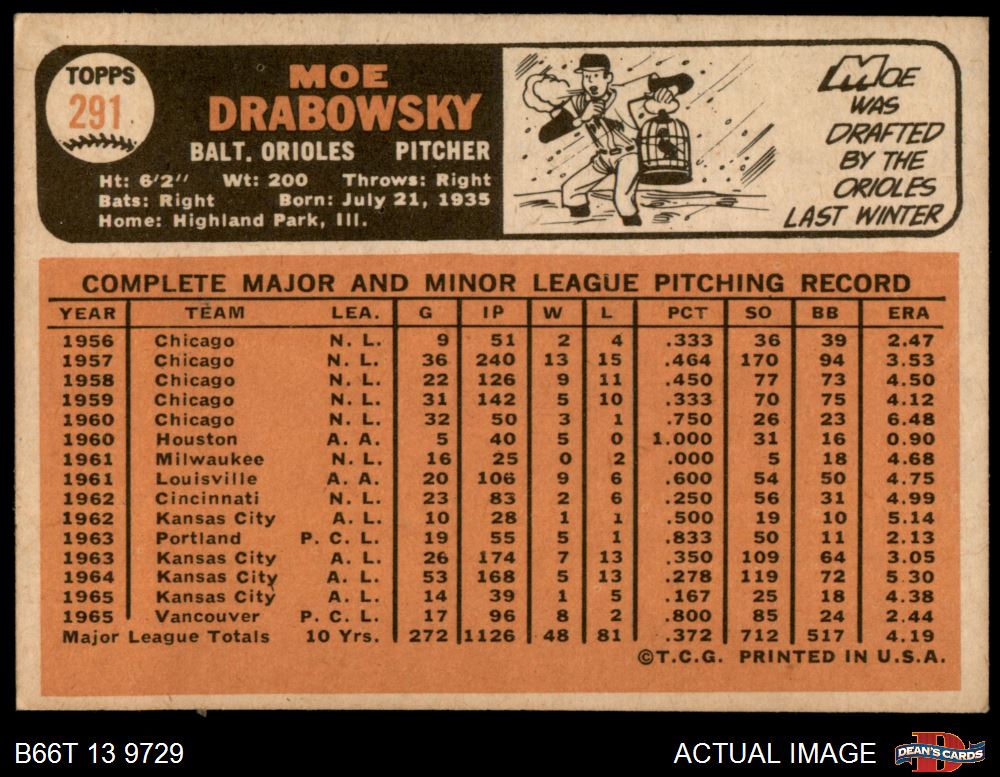 TOPPS
291
MOE
DRABOWSKY
BALT. ORIOLES PITCHER
Ht: 6'2" Wt: 200 Throws: Right
Bats: Right Born: July 21, 1935
Home: Highland Park, Ill.
MOE
WAS
DRAFTED
BY THE
ORIOLES
LAST WINTER
COMPLETE MAJOR AND MINOR LEAGUE PITCHING RECORD
YEAR TEAM LEA. G IP W L PCT SO BB ERA
1956 Chicago N. L. 9 51 2 4 .333 36 39 2.47
1957 Chicago N. L. 36 240 13 15 .464 170 94 3.53
1958 Chicago N. L. 22 126 9 11 .450 77 73 4.50
1959 Chicago N. L. 31 142 5 10 .333 70 75 4.12
1960 Chicago N. L. 32 50 3 1 .750 26 23 6.48
1960 Houston A. A. 5 40 5 0 1.000 31 16 0.90
1961 Milwaukee N. L. 16 25 0 2 .000 5 18 4.68
1961 Louisville A. A. 20 106 9 6 .600 54 50 4.75
1962 Cincinnati N. L. 23 83 2 6 .250 56 31 4.99
1962 Kansas City A. L. 10 28 1 1 .500 19 10 5.14
1963 Portland P. C. L. 19 55 5 1 .833 50 11 2.13
1963 Kansas City A. L. 26 174 7 13 .350 109 64 3.05
1964 Kansas City A. L. 53 168 5 13 .278 119 72 5.30
1965 Kansas City A. L. 14 39 1 5 .167 25 18 4.38
1965 Vancouver P. C. L. 17 96 8 2 .800 85 24 2.44
Major League Totals 10 Yrs. 272 1126 48 81 .372 712 517 4.19
©T.C.G. PRINTED IN U.S.A.
B66T 13 9729
ACTUAL IMAGE
DEAN'S CARDS